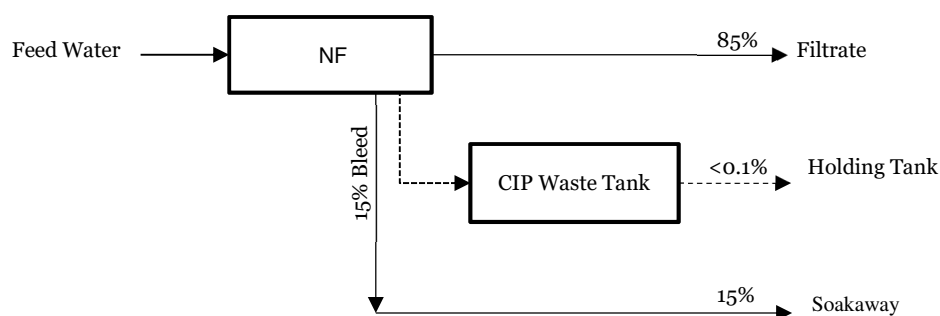 85%
Feed Water
NF
Filtrate
15% Bleed
CIP Waste Tank
<0.1%
Holding Tank
15%
Soakaway